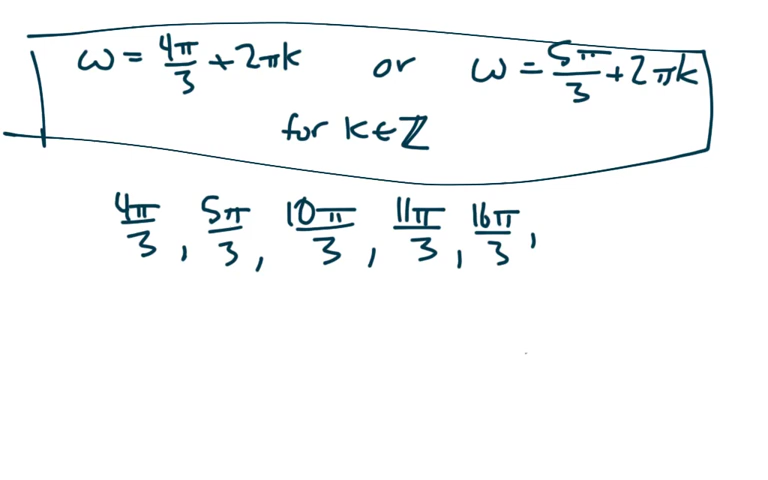 ω = 4π/3 + 2πk or ω = 5π/3 + 2πk
for k ∈ ℤ
4π/3, 5π/3, 10π/3, 11π/3, 16π/3,